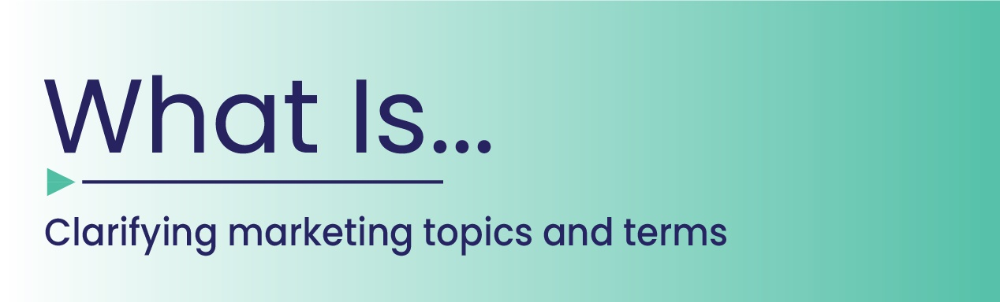 What Is...
Clarifying marketing topics and terms